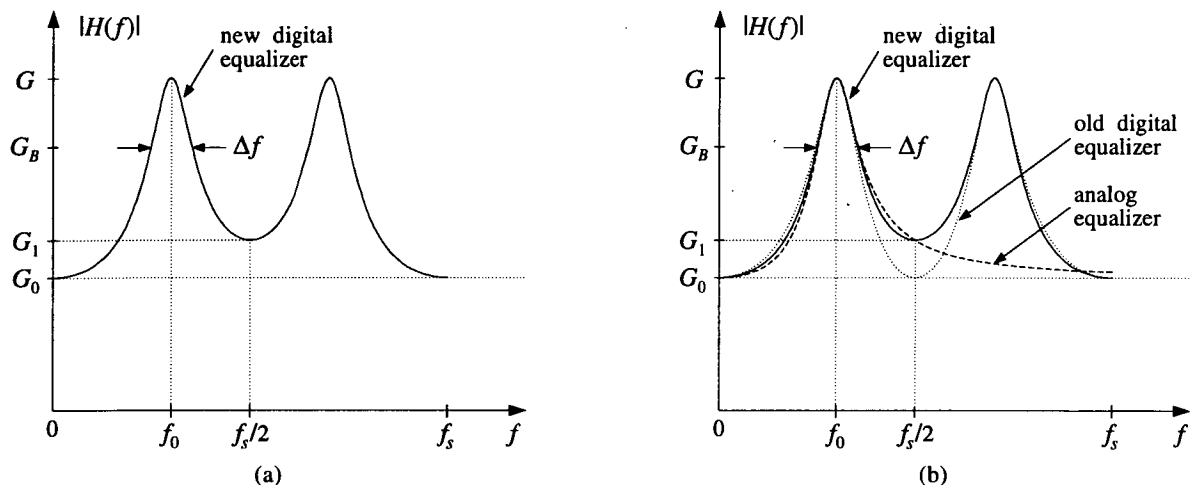 |H(f)|
new digital
equalizer
G
G_B
Δf
G_1
G_0
0
f_0
f_s/2
f_s
f
(a)
|H(f)|
new digital
equalizer
G
G_B
Δf
old digital
equalizer
analog
equalizer
G_1
G_0
0
f_0
f_s/2
f_s
f
(b)